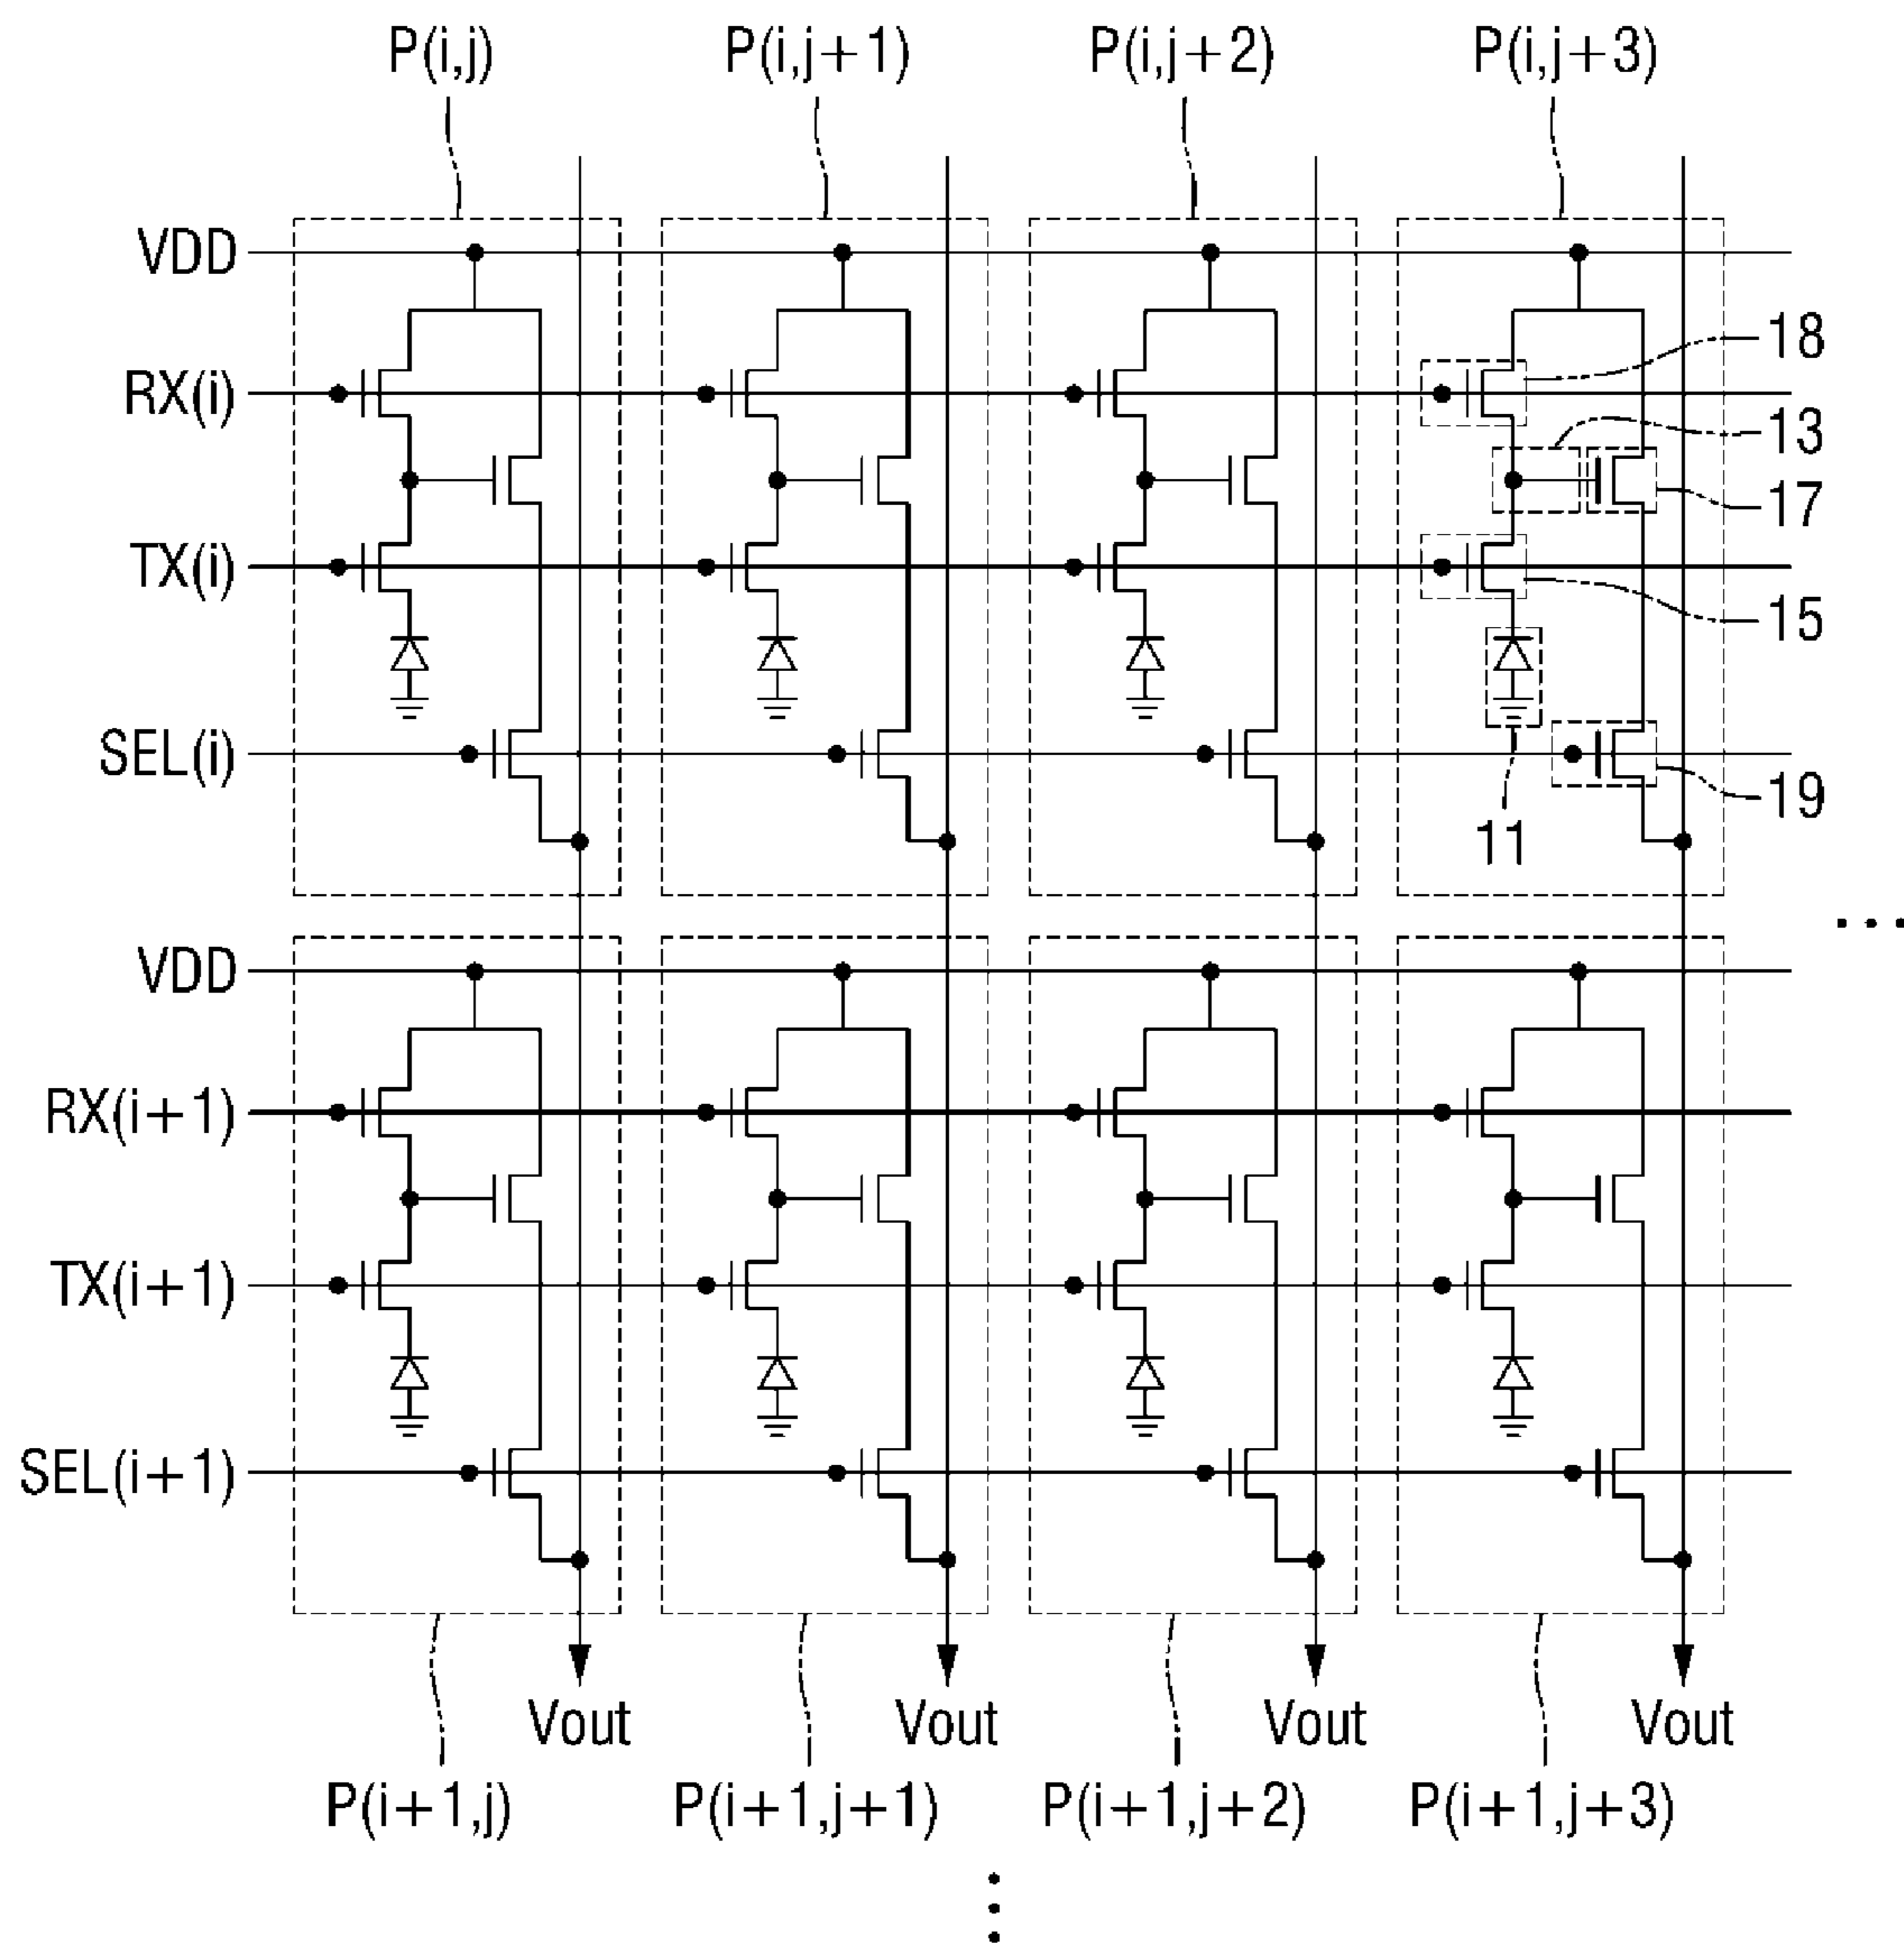 P(i,j) P(i,j+1) P(i,j+2) P(i,j+3)
VDD
18
RX(i)
13
17
TX(i)
15
SEL(i)
19
11
...
VDD
RX(i+1)
TX(i+1)
SEL(i+1)
Vout Vout Vout Vout
P(i+1,j) P(i+1,j+1) P(i+1,j+2) P(i+1,j+3)
⋮